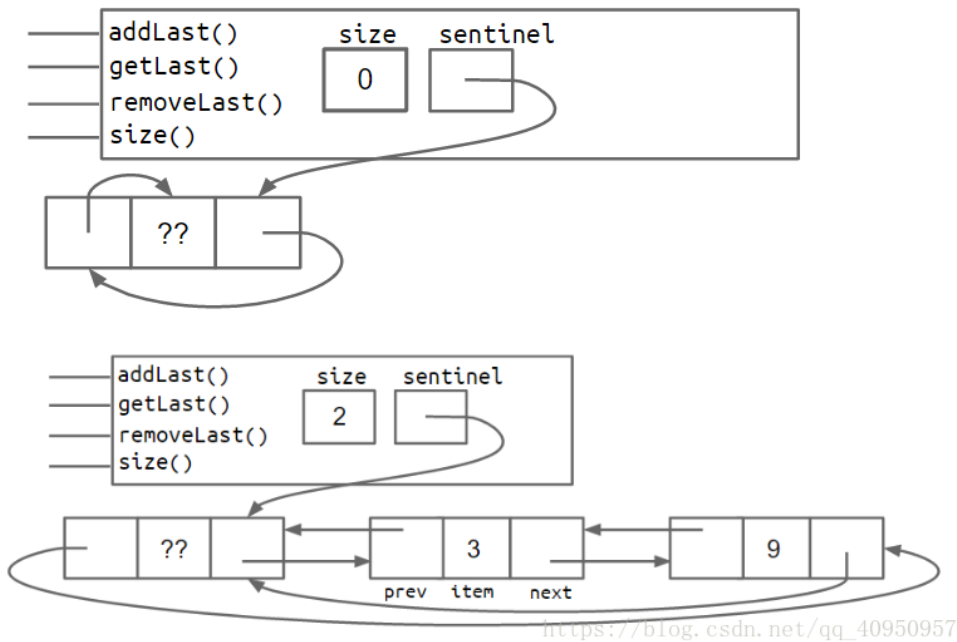 addLast() size sentinel
getLast() 0
removeLast()
size()
??
addLast() size sentinel
getLast() 2
removeLast()
size()
?? 3 9
prev item next
https://blog.csdn.net/qq_40950957